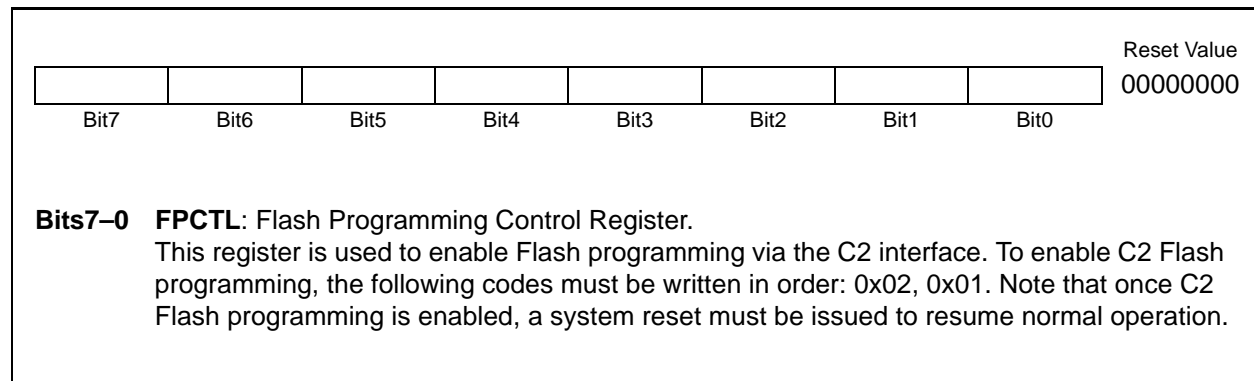 Reset Value
00000000
Bit7 Bit6 Bit5 Bit4 Bit3 Bit2 Bit1 Bit0
Bits7–0 FPCTL: Flash Programming Control Register.
This register is used to enable Flash programming via the C2 interface. To enable C2 Flash
programming, the following codes must be written in order: 0x02, 0x01. Note that once C2
Flash programming is enabled, a system reset must be issued to resume normal operation.